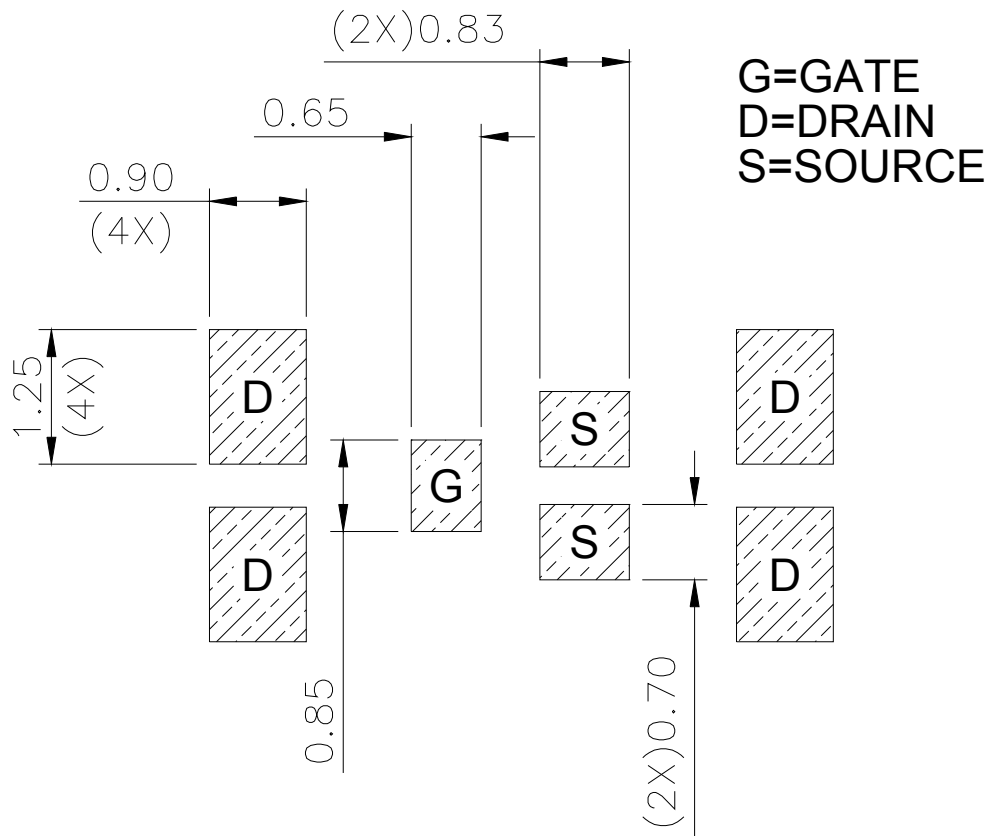 (2X)0.83
G=GATE
D=DRAIN
S=SOURCE
0.65
0.90
(4X)
1.25
(4X)
D
S
D
G
S
D
D
0.85
(2X)0.70